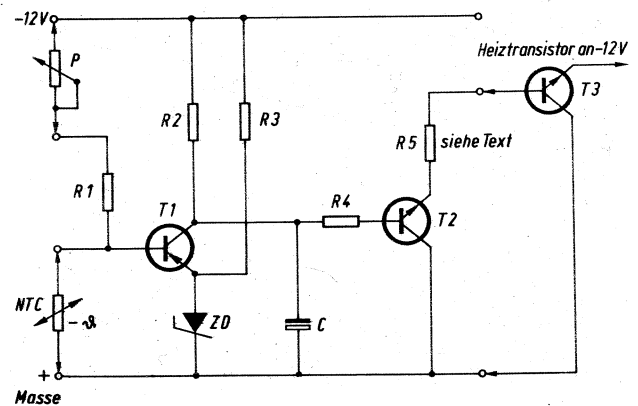 -12V
P
Heiztransistor an -12V
T3
R2
R3
R5
siehe Text
R1
T1
R4
T2
NTC
-ϑ
ZD
C
+
Masse